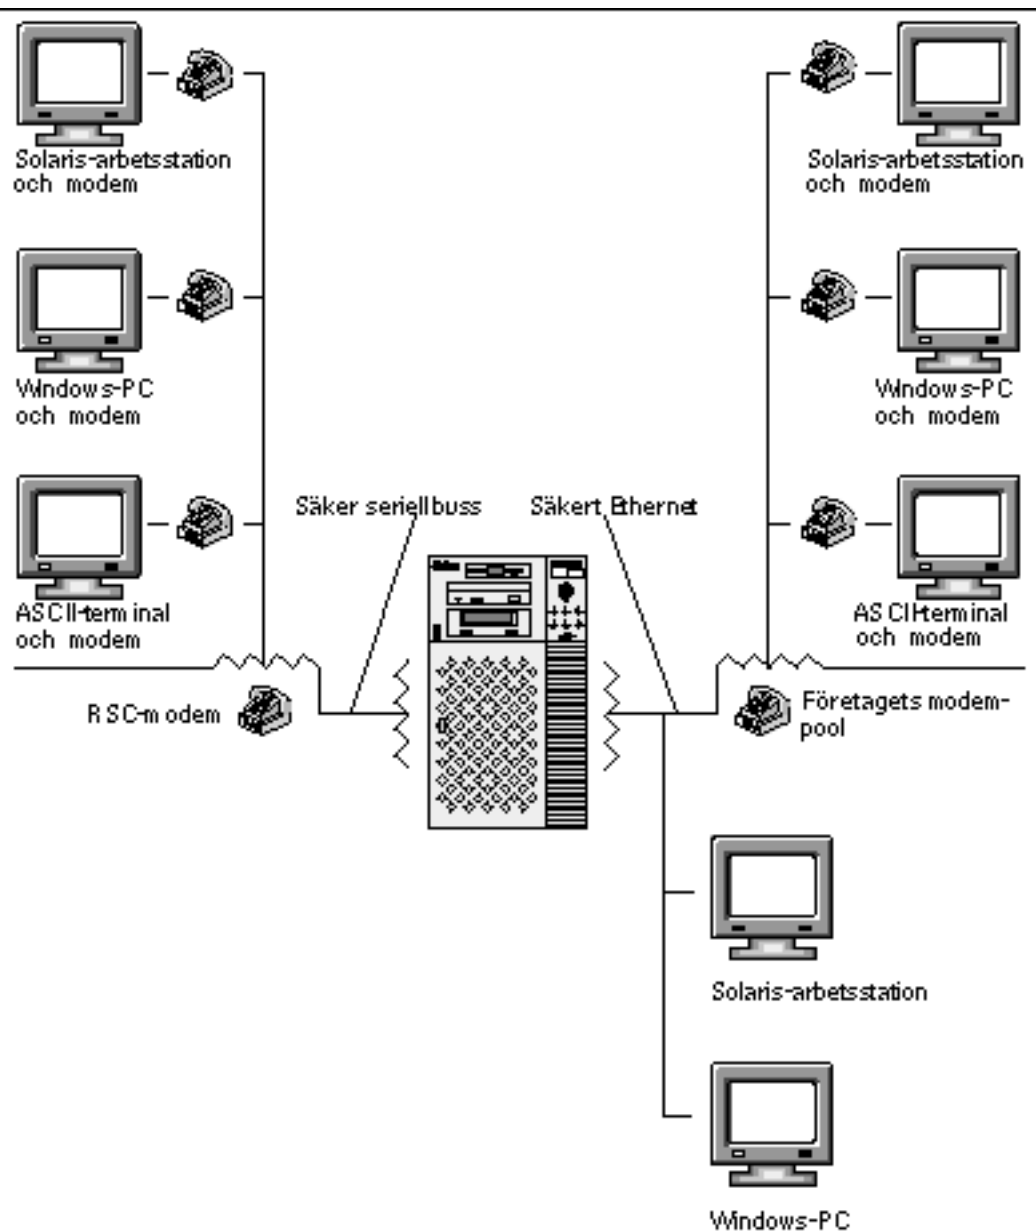 Solaris-arbetsstation
och modem
Solaris-arbetsstation
och modem
Windows-PC
och modem
Windows-PC
och modem
Säker seriellbuss
Säkert Ethernet
ASCII-terminal
och modem
ASCII-terminal
och modem
RSC-modem
Företagets modem-
pool
Solaris-arbetsstation
Windows-PC